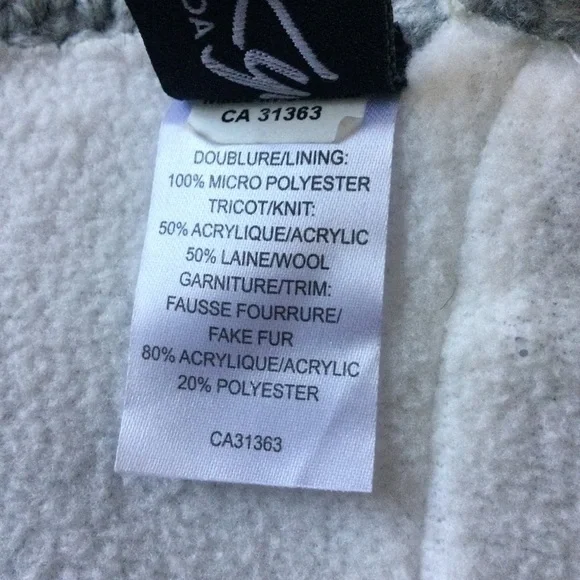 CA 31363
DOUBLURE/LINING:
100% MICRO POLYESTER
TRICOT/KNIT:
50% ACRYLIQUE/ACRYLIC
50% LAINE/WOOL
GARNITURE/TRIM:
FAUSSE FOURRURE/
FAKE FUR
80% ACRYLIQUE/ACRYLIC
20% POLYESTER
CA31363